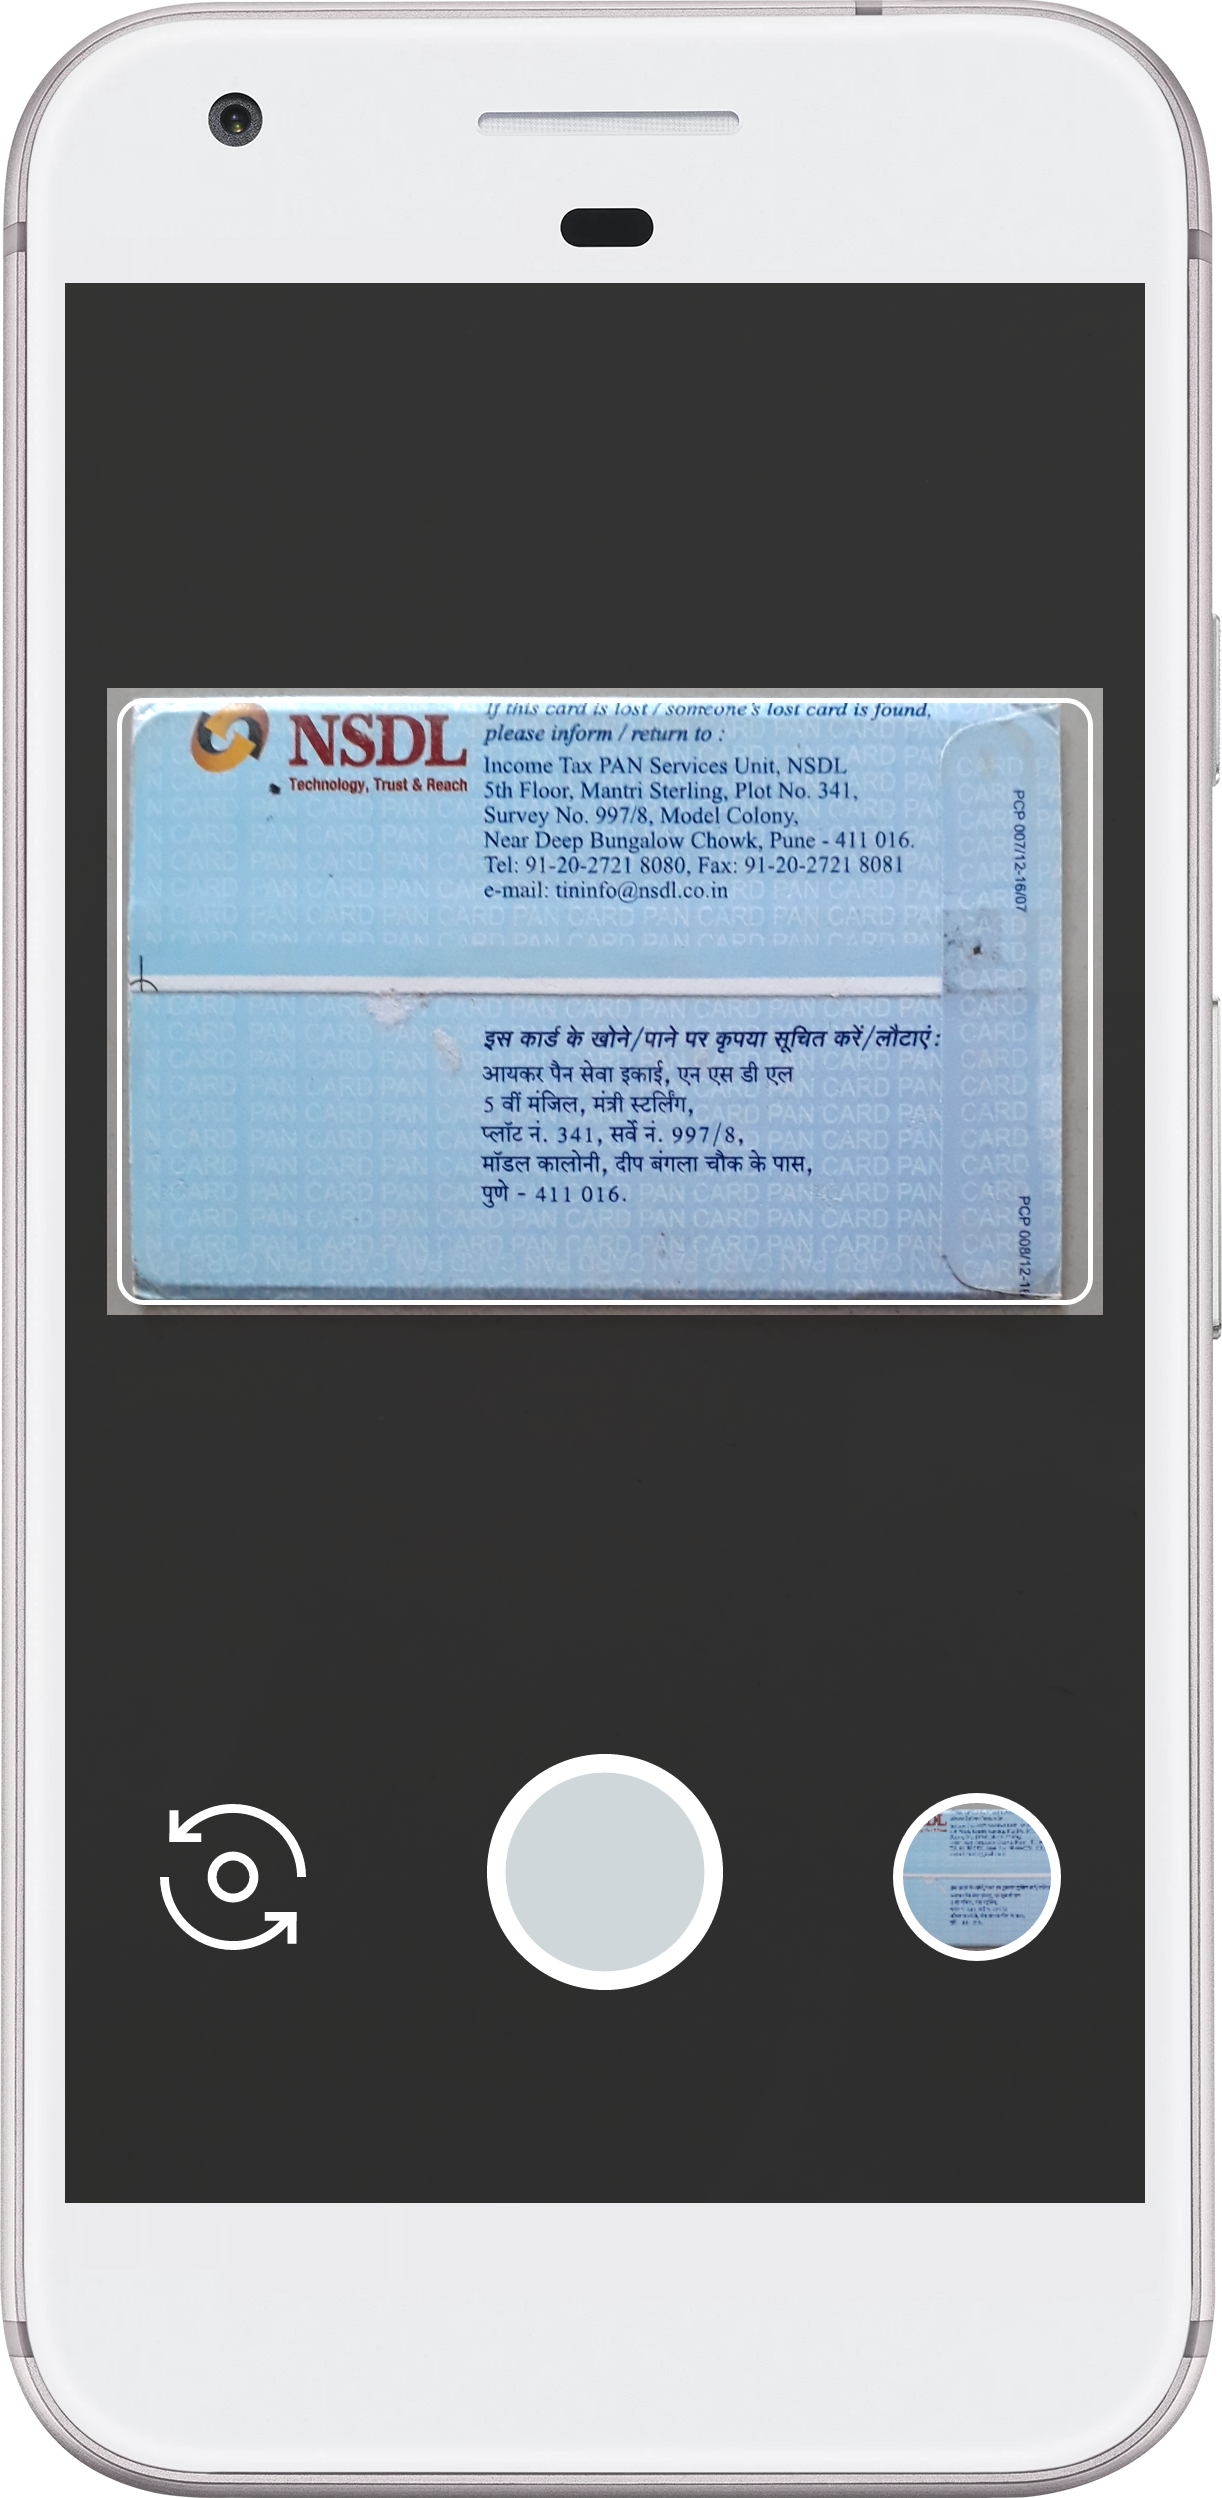 NSDL
Technology, Trust & Reach
If this card is lost / someone's lost card is found,
please inform / return to :
Income Tax PAN Services Unit, NSDL
5th Floor, Mantri Sterling, Plot No. 341,
Survey No. 997/8, Model Colony,
Near Deep Bungalow Chowk, Pune - 411 016.
Tel: 91-20-2721 8080, Fax: 91-20-2721 8081
e-mail: tininfo@nsdl.co.in
PCP 007/12-16/07
इस कार्ड के खोने/पाने पर कृपया सूचित करें/लौटाएं:
आयकर पैन सेवा इकाई, एन एस डी एल
5 वीं मंजिल, मंत्री स्टर्लिंग,
प्लॉट नं. 341, सर्वे नं. 997/8,
मॉडल कालोनी, दीप बंगला चौक के पास,
पुणे - 411 016.
PCP 008/12-1